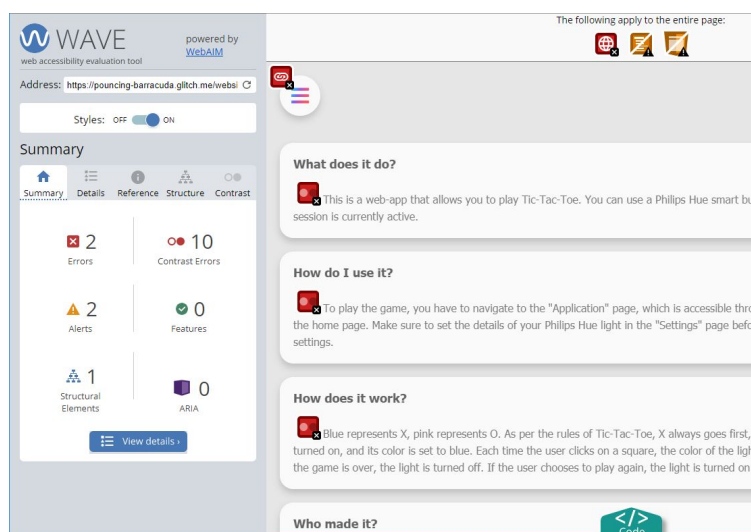 WAVE
powered by
WebAIM
web accessibility evaluation tool
Address: https://pouncing-barracuda.glitch.me/websi
Styles: OFF ON
Summary
Summary Details Reference Structure Contrast
2
Errors
10
Contrast Errors
2
Alerts
0
Features
1
Structural
Elements
0
ARIA
View details ›
The following apply to the entire page:
What does it do?
This is a web-app that allows you to play Tic-Tac-Toe. You can use a Philips Hue smart bu
session is currently active.
How do I use it?
To play the game, you have to navigate to the "Application" page, which is accessible thro
the home page. Make sure to set the details of your Philips Hue light in the "Settings" page befo
settings.
How does it work?
Blue represents X, pink represents O. As per the rules of Tic-Tac-Toe, X always goes first,
turned on, and its color is set to blue. Each time the user clicks on a square, the color of the ligh
the game is over, the light is turned off. If the user chooses to play again, the light is turned on
Who made it?
</>
Code